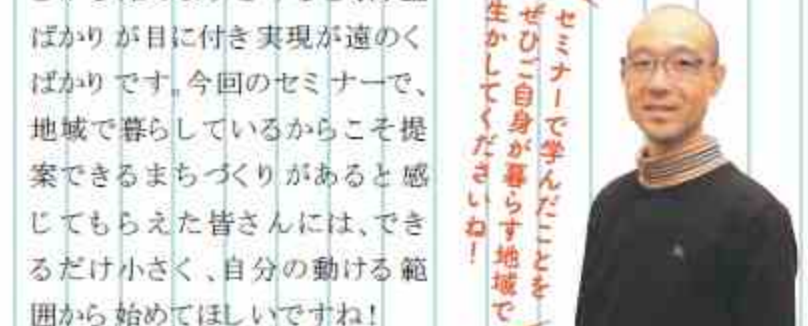 ばかりが目に付き実現が遠のく
ばかりです。今回のセミナーで、
地域で暮らしているからこそ提
案できるまちづくりがあると感
じてもらえた皆さんには、でき
るだけ小さく、自分の動ける範
囲から始めてほしいですね!
セミナーで学んだことを
ぜひご自身が暮らす地域で
生かしてくださいね!